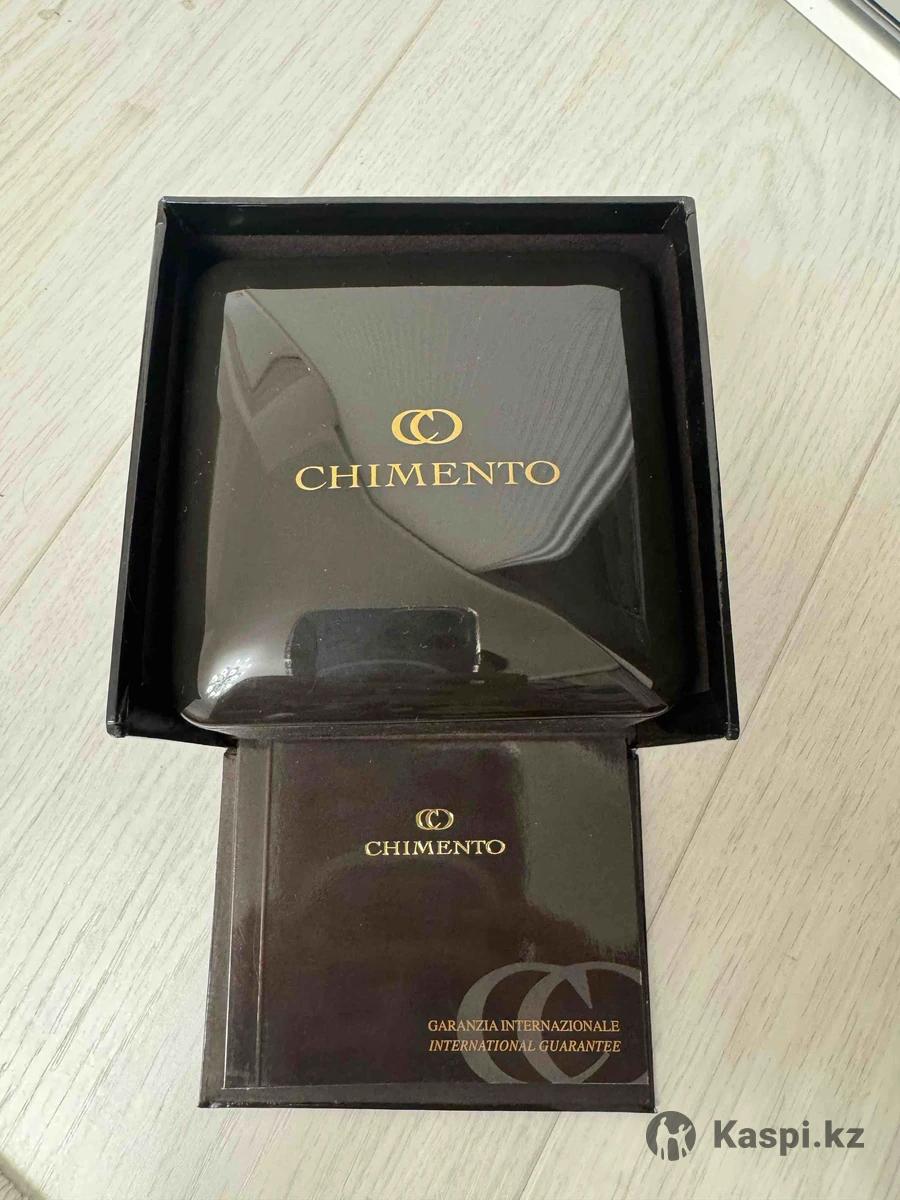 CHIMENTO
CHIMENTO
GARANZIA INTERNAZIONALE
INTERNATIONAL GUARANTEE
Kaspi.kz